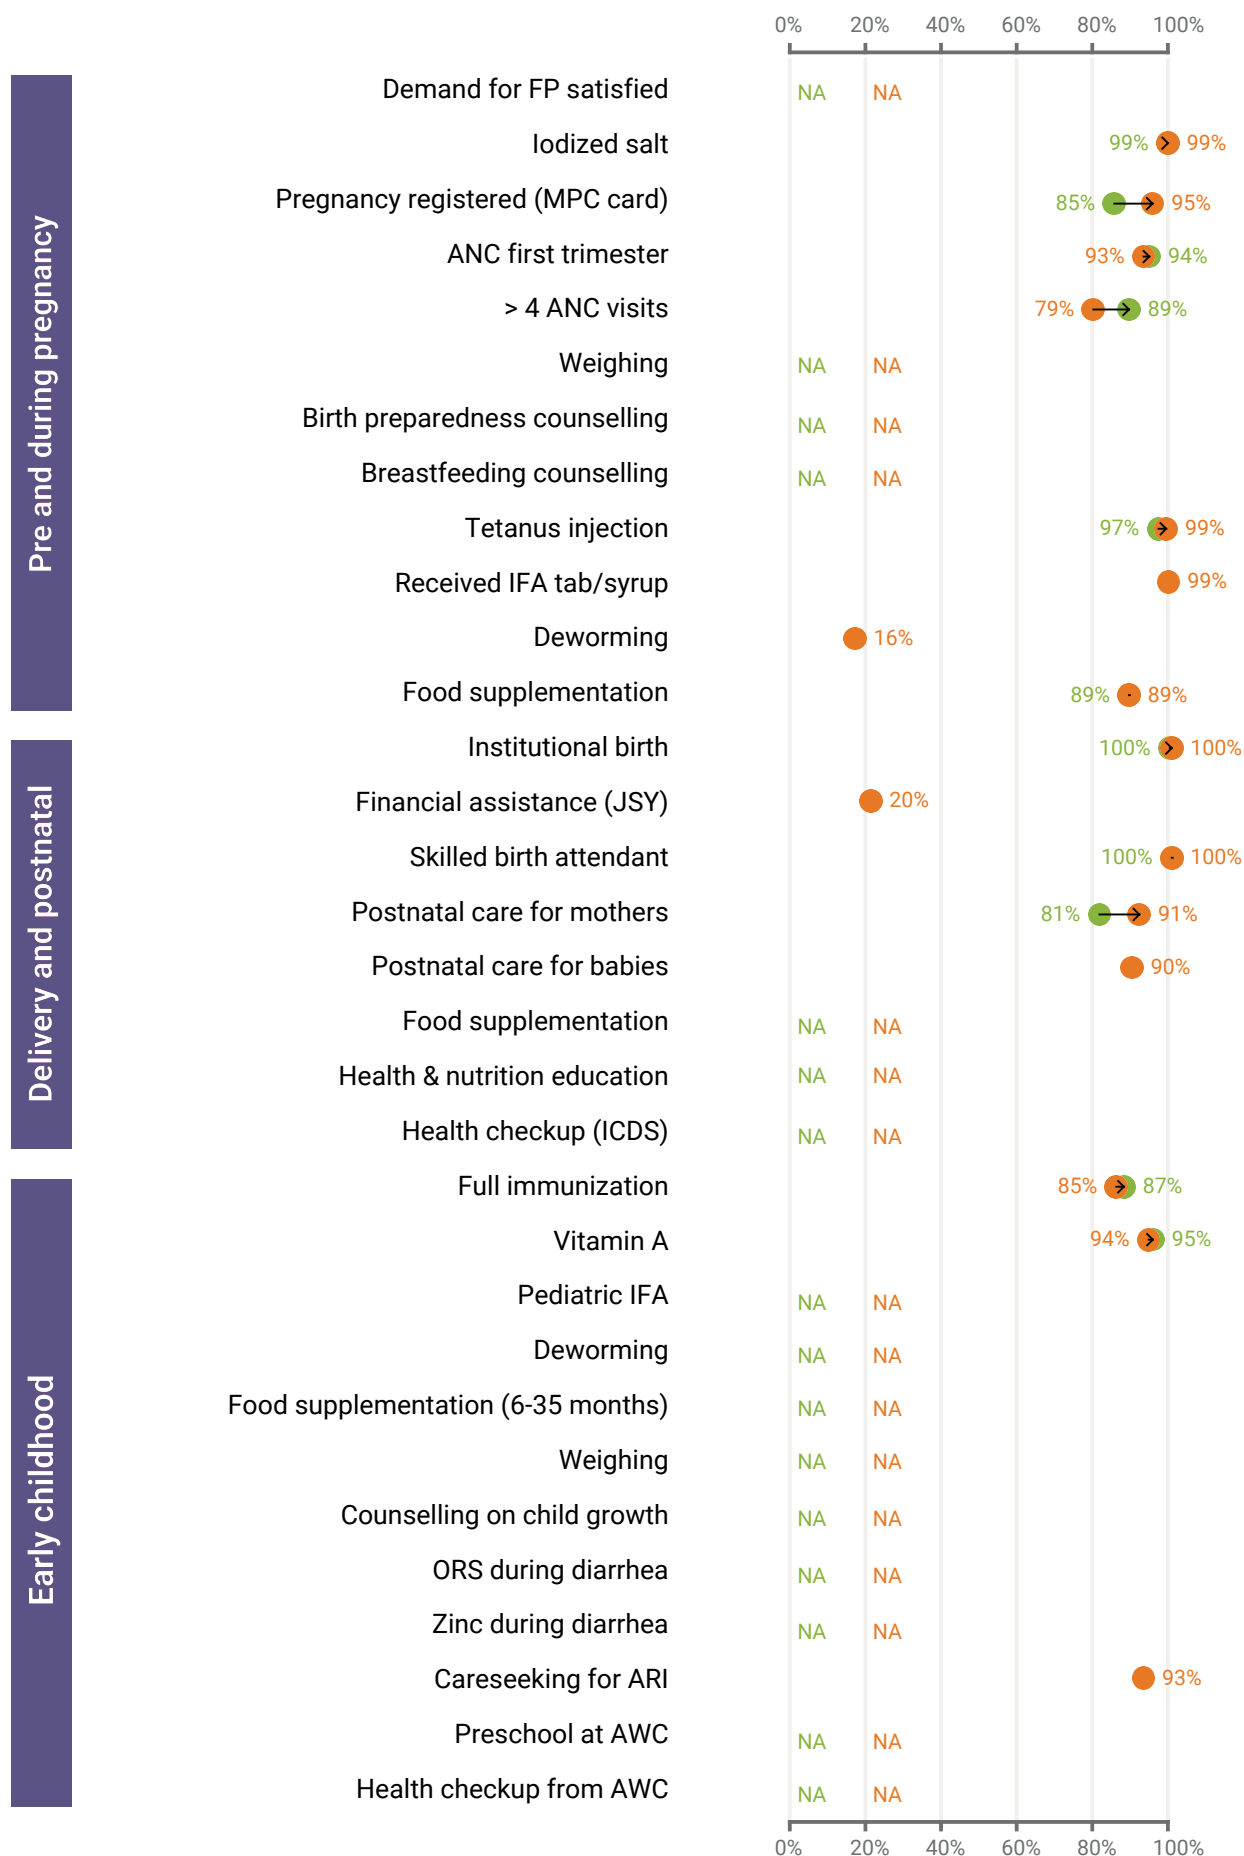 0% 20% 40% 60% 80% 100%
Pre and during pregnancy
Demand for FP satisfied NA NA
Iodized salt 99% 99%
Pregnancy registered (MPC card) 85% 95%
ANC first trimester 93% 94%
> 4 ANC visits 79% 89%
Weighing NA NA
Birth preparedness counselling NA NA
Breastfeeding counselling NA NA
Tetanus injection 97% 99%
Received IFA tab/syrup 99%
Deworming 16%
Food supplementation 89% 89%
Delivery and postnatal
Institutional birth 100% 100%
Financial assistance (JSY) 20%
Skilled birth attendant 100% 100%
Postnatal care for mothers 81% 91%
Postnatal care for babies 90%
Food supplementation NA NA
Health & nutrition education NA NA
Health checkup (ICDS) NA NA
Early childhood
Full immunization 85% 87%
Vitamin A 94% 95%
Pediatric IFA NA NA
Deworming NA NA
Food supplementation (6-35 months) NA NA
Weighing NA NA
Counselling on child growth NA NA
ORS during diarrhea NA NA
Zinc during diarrhea NA NA
Careseeking for ARI 93%
Preschool at AWC NA NA
Health checkup from AWC NA NA
0% 20% 40% 60% 80% 100%